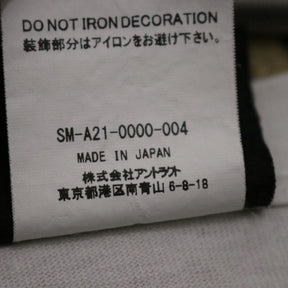 DO NOT IRON DECORATION
装飾部分はアイロンをお避け下さい。
SM-A21-0000-004
MADE IN JAPAN
株式会社アントラスト
東京都港区南青山 6-8-18